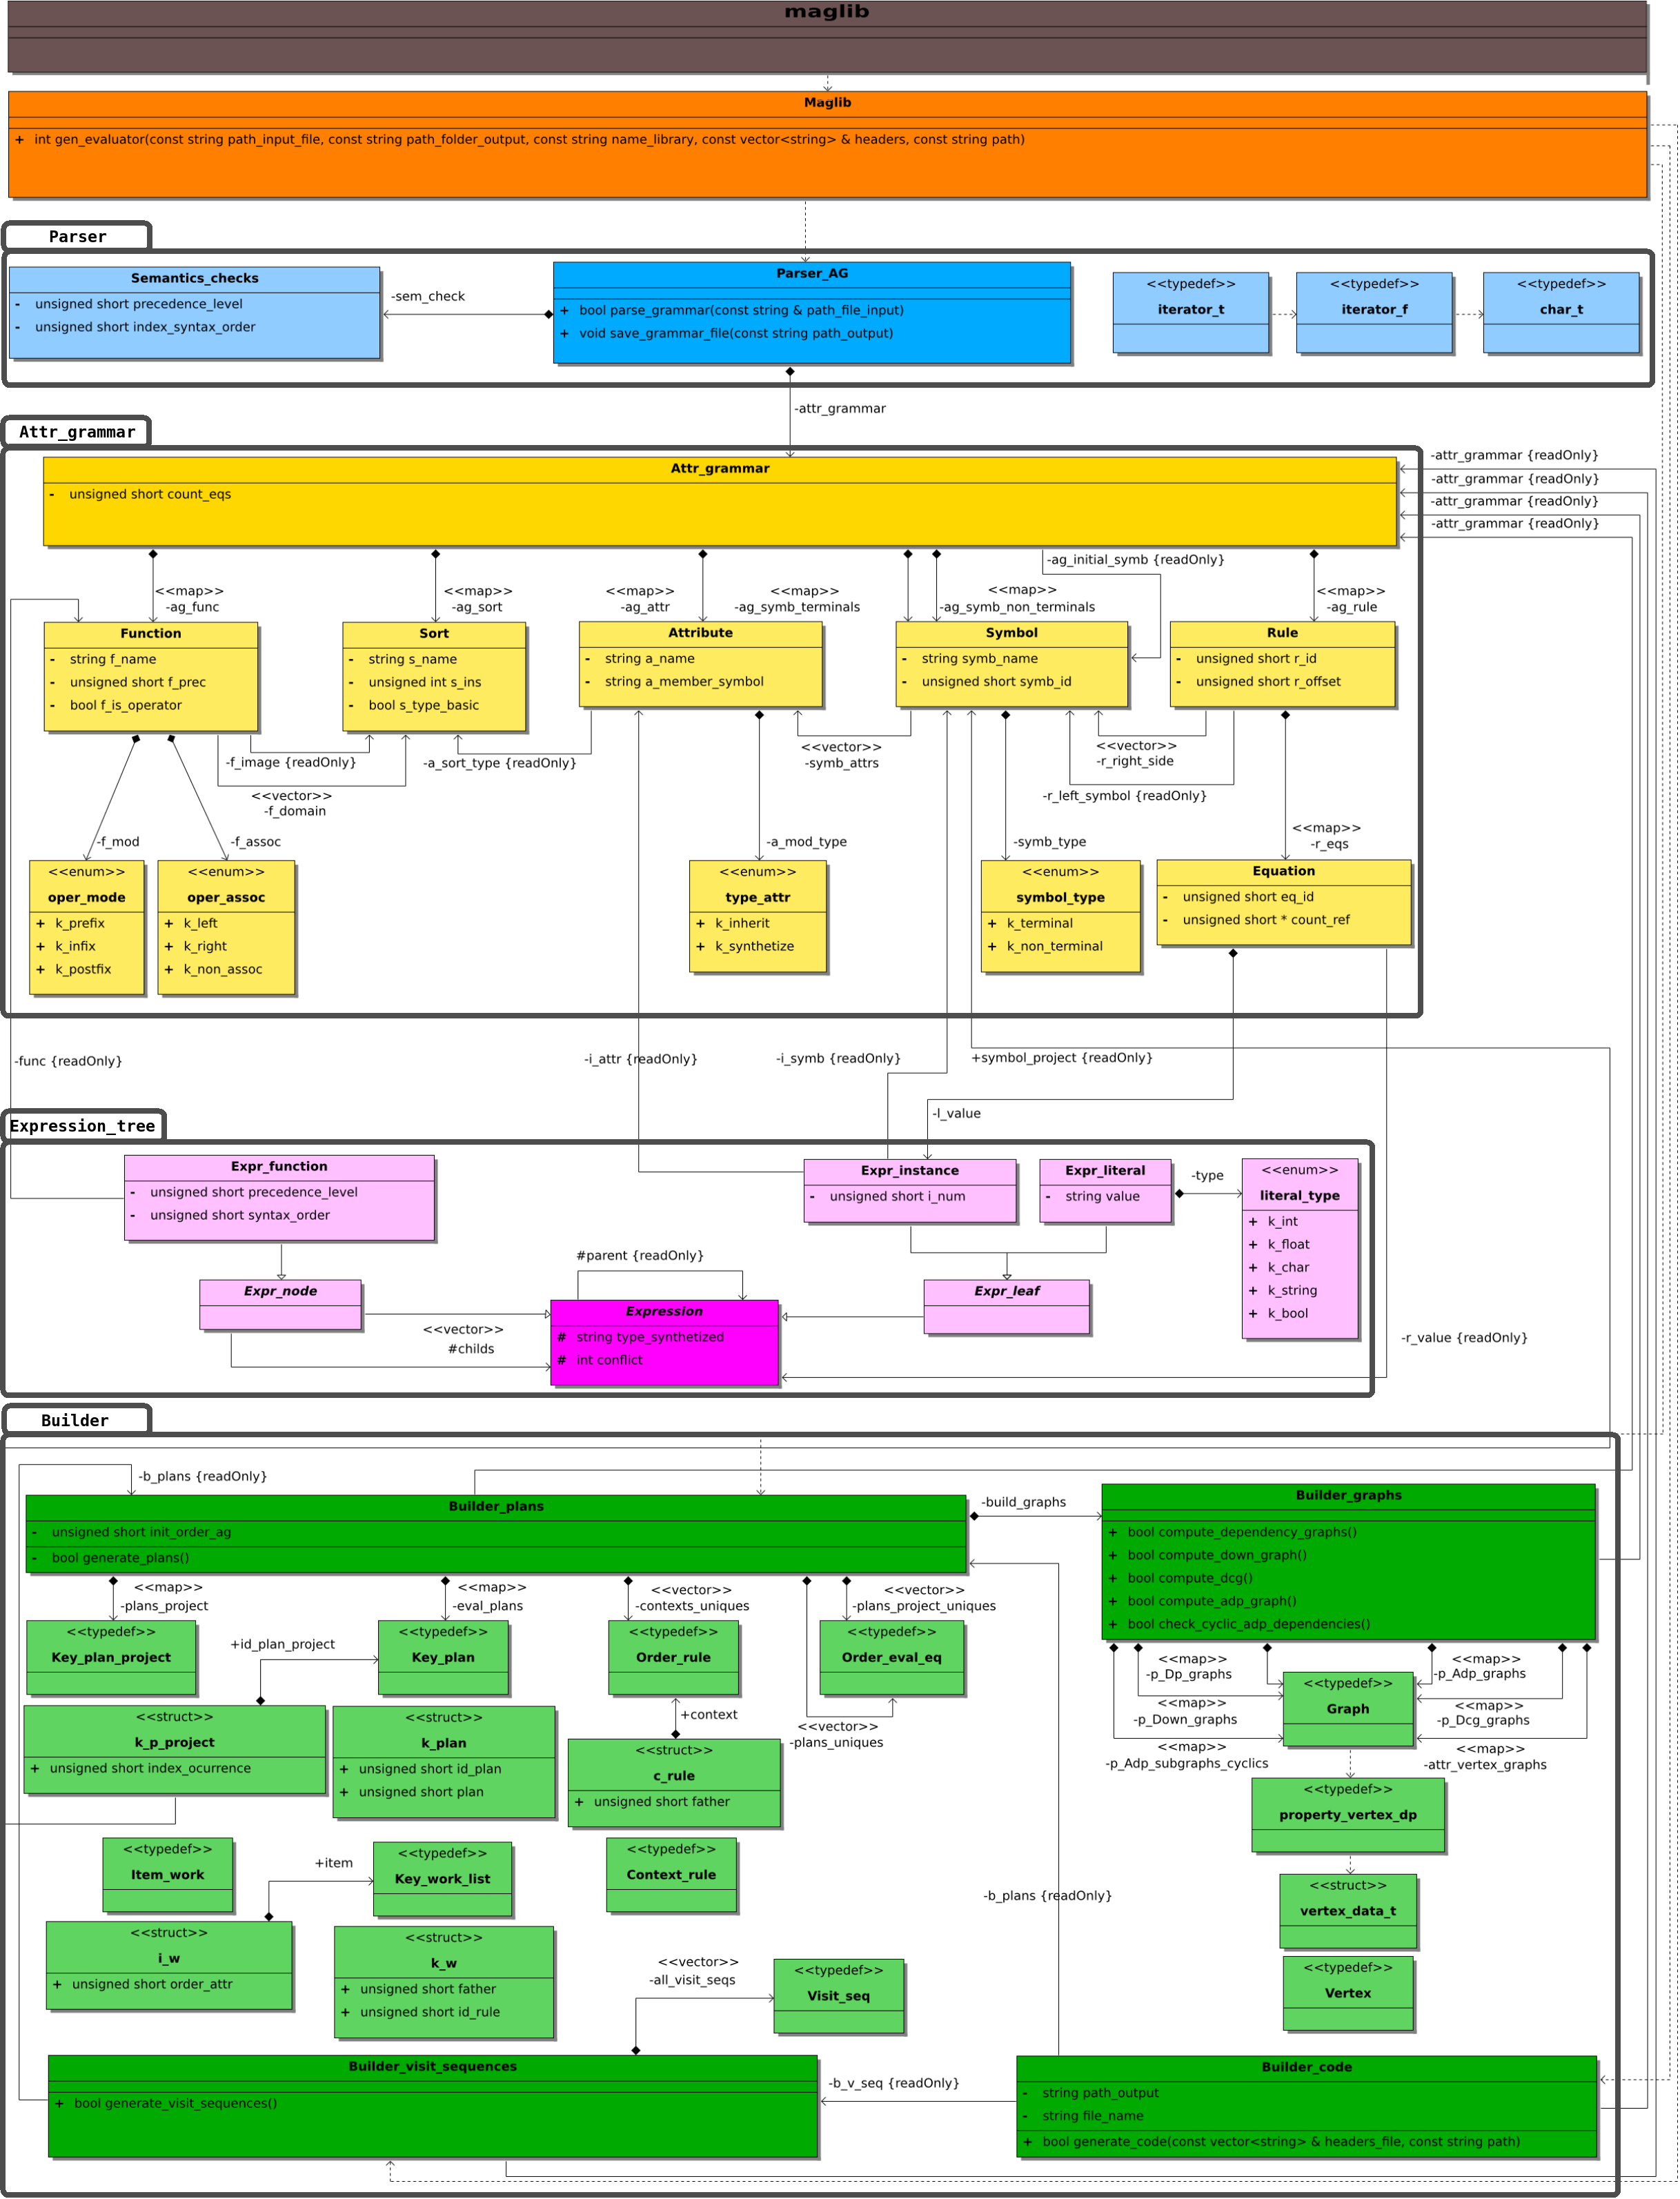 maglib
Maglib
+ int gen_evaluator(const string path_input_file, const string path_folder_output, const string name_library, const vector<string> & headers, const string path)
Parser
Semantics_checks
- unsigned short precedence_level
- unsigned short index_syntax_order
-sem_check
Parser_AG
+ bool parse_grammar(const string & path_file_input)
+ void save_grammar_file(const string path_output)
<<typedef>>
iterator_t
<<typedef>>
iterator_f
<<typedef>>
char_t
-attr_grammar
Attr_grammar
Attr_grammar
- unsigned short count_eqs
-attr_grammar {readOnly}
-attr_grammar {readOnly}
-attr_grammar {readOnly}
-attr_grammar {readOnly}
<<map>>
-ag_func
<<map>>
-ag_sort
<<map>>
-ag_attr
<<map>>
-ag_symb_terminals
<<map>>
-ag_symb_non_terminals
-ag_initial_symb {readOnly}
<<map>>
-ag_rule
Function
- string f_name
- unsigned short f_prec
- bool f_is_operator
Sort
- string s_name
- unsigned int s_ins
- bool s_type_basic
Attribute
- string a_name
- string a_member_symbol
Symbol
- string symb_name
- unsigned short symb_id
Rule
- unsigned short r_id
- unsigned short r_offset
-f_image {readOnly}
<<vector>>
-f_domain
-a_sort_type {readOnly}
<<vector>>
-symb_attrs
<<vector>>
-r_right_side
-r_left_symbol {readOnly}
-f_mod
-f_assoc
-a_mod_type
-symb_type
<<map>>
-r_eqs
<<enum>>
oper_mode
+ k_prefix
+ k_infix
+ k_postfix
<<enum>>
oper_assoc
+ k_left
+ k_right
+ k_non_assoc
<<enum>>
type_attr
+ k_inherit
+ k_synthetize
<<enum>>
symbol_type
+ k_terminal
+ k_non_terminal
Equation
- unsigned short eq_id
- unsigned short * count_ref
-func {readOnly}
-i_attr {readOnly}
-i_symb {readOnly}
+symbol_project {readOnly}
-l_value
Expression_tree
Expr_function
- unsigned short precedence_level
- unsigned short syntax_order
Expr_instance
- unsigned short i_num
Expr_literal
- string value
-type
<<enum>>
literal_type
+ k_int
+ k_float
+ k_char
+ k_string
+ k_bool
#parent {readOnly}
Expr_node
Expression
# string type_synthetized
# int conflict
Expr_leaf
<<vector>>
#childs
-r_value {readOnly}
Builder
-b_plans {readOnly}
Builder_plans
- unsigned short init_order_ag
- bool generate_plans()
-build_graphs
Builder_graphs
+ bool compute_dependency_graphs()
+ bool compute_down_graph()
+ bool compute_dcg()
+ bool compute_adp_graph()
+ bool check_cyclic_adp_dependencies()
<<map>>
-plans_project
<<map>>
-eval_plans
<<vector>>
-contexts_uniques
<<vector>>
-plans_project_uniques
<<typedef>>
Key_plan_project
+id_plan_project
<<typedef>>
Key_plan
<<typedef>>
Order_rule
<<typedef>>
Order_eval_eq
<<map>>
-p_Dp_graphs
<<map>>
-p_Adp_graphs
<<map>>
-p_Down_graphs
<<map>>
-p_Dcg_graphs
<<map>>
-p_Adp_subgraphs_cyclics
<<map>>
-attr_vertex_graphs
<<typedef>>
Graph
<<struct>>
k_p_project
+ unsigned short index_ocurrence
<<struct>>
k_plan
+ unsigned short id_plan
+ unsigned short plan
+context
<<vector>>
-plans_uniques
<<struct>>
c_rule
+ unsigned short father
<<typedef>>
property_vertex_dp
<<typedef>>
Item_work
+item
<<typedef>>
Key_work_list
<<typedef>>
Context_rule
-b_plans {readOnly}
<<struct>>
vertex_data_t
<<struct>>
i_w
+ unsigned short order_attr
<<struct>>
k_w
+ unsigned short father
+ unsigned short id_rule
<<vector>>
-all_visit_seqs
<<typedef>>
Visit_seq
<<typedef>>
Vertex
Builder_visit_sequences
+ bool generate_visit_sequences()
-b_v_seq {readOnly}
Builder_code
- string path_output
- string file_name
+ bool generate_code(const vector<string> & headers_file, const string path)